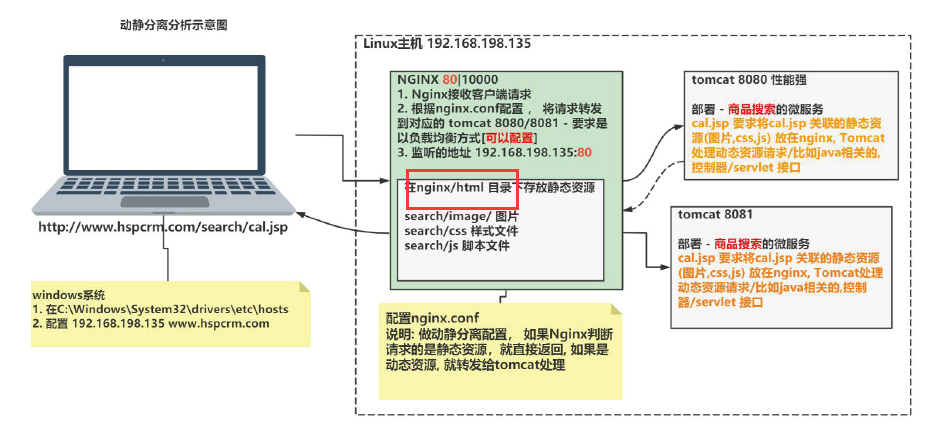 动静分离分析示意图
http://www.hspcrm.com/search/cal.jsp
windows系统
1. 在C:\Windows\System32\drivers\etc\hosts
2. 配置 192.168.198.135 www.hspcrm.com
Linux主机 192.168.198.135
NGINX 80|10000
1. Nginx接收客户端请求
2. 根据nginx.conf配置， 将请求转发
到对应的 tomcat 8080/8081 - 要求是
以负载均衡方式[可以配置]
3. 监听的地址 192.168.198.135:80
在nginx/html 目录下存放静态资源
search/image/ 图片
search/css 样式文件
search/js 脚本文件
配置nginx.conf
说明: 做动静分离配置， 如果Nginx判断
请求的是静态资源，就直接返回, 如果是
动态资源, 就转发给tomcat处理
tomcat 8080 性能强
部署 - 商品搜索的微服务
cal.jsp 要求将cal.jsp 关联的静态资
源(图片,css,js) 放在nginx, Tomcat
处理动态资源请求/比如java相关的,
控制器/servlet 接口
tomcat 8081
部署 - 商品搜索的微服务
cal.jsp 要求将cal.jsp 关联的静态资源
(图片,css,js) 放在nginx, Tomcat处理
动态资源请求/比如java相关的,控制
器/servlet 接口